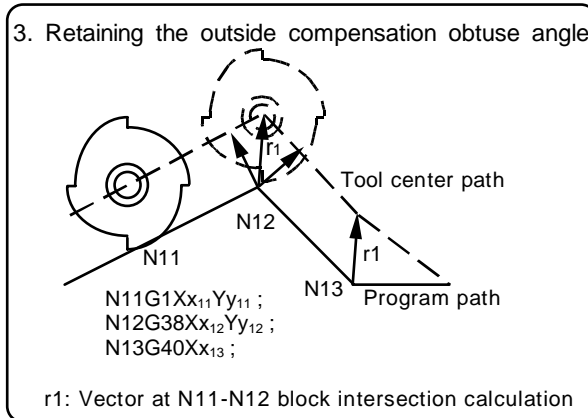 3. Retaining the outside compensation obtuse angle
r1
Tool center path
N12
N11
r1
N13
Program path
N11G1Xx₁₁Yy₁₁ ;
N12G38Xx₁₂Yy₁₂ ;
N13G40Xx₁₃ ;
r1: Vector at N11-N12 block intersection calculation